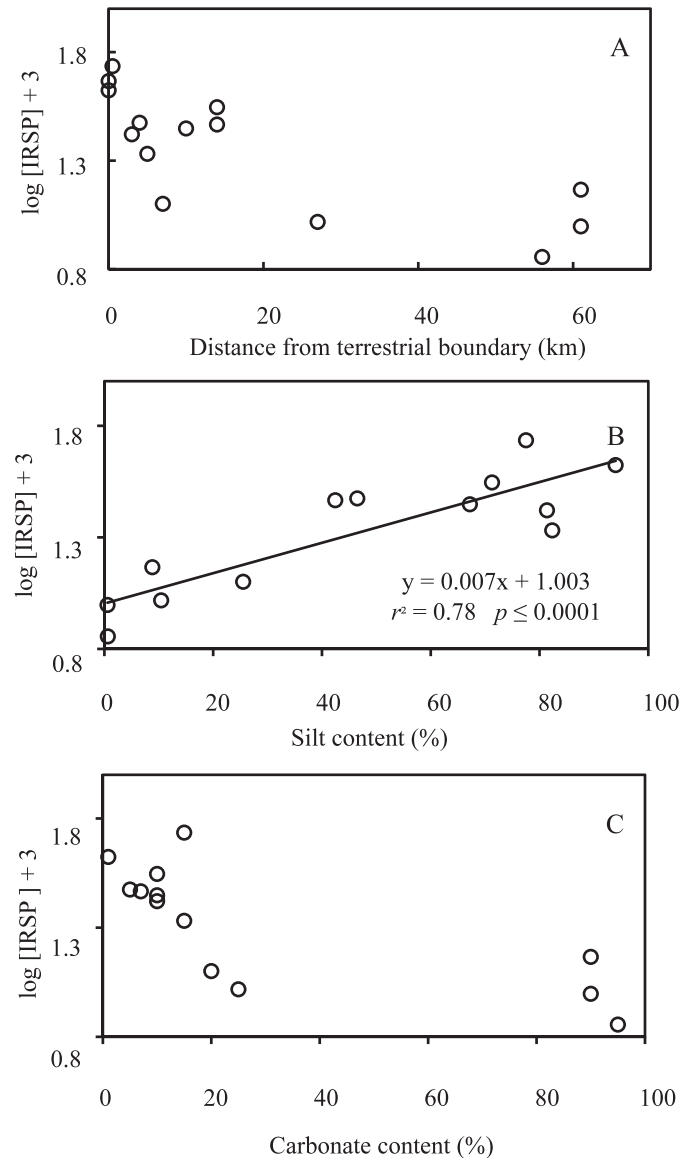 A
1.8
log [IRSP] + 3
1.3
0.8
0 20 40 60
Distance from terrestrial boundary (km)
B
1.8
log [IRSP] + 3
1.3
y = 0.007x + 1.003
r² = 0.78 p ≤ 0.0001
0.8
0 20 40 60 80 100
Silt content (%)
C
1.8
log [IRSP ] + 3
1.3
0.8
0 20 40 60 80 100
Carbonate content (%)